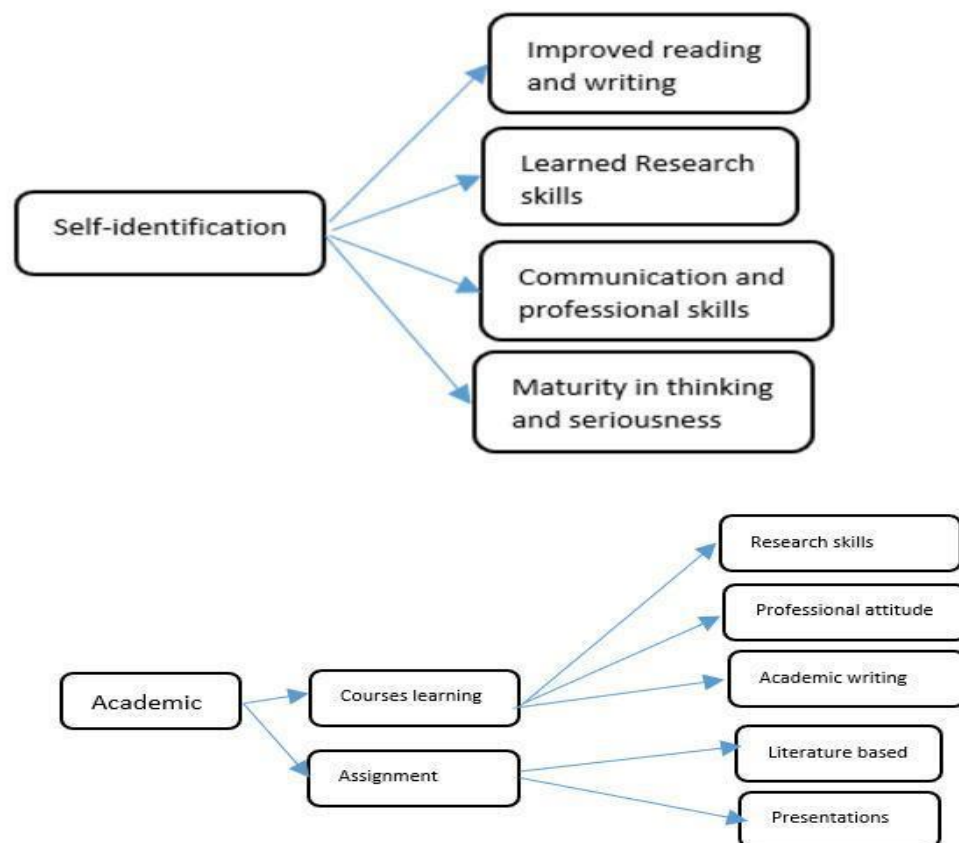 Improved reading
and writing
Learned Research
skills
Self-identification
Communication and
professional skills
Maturity in thinking
and seriousness
Research skills
Professional attitude
Academic writing
Academic
Courses learning
Assignment
Literature based
Presentations